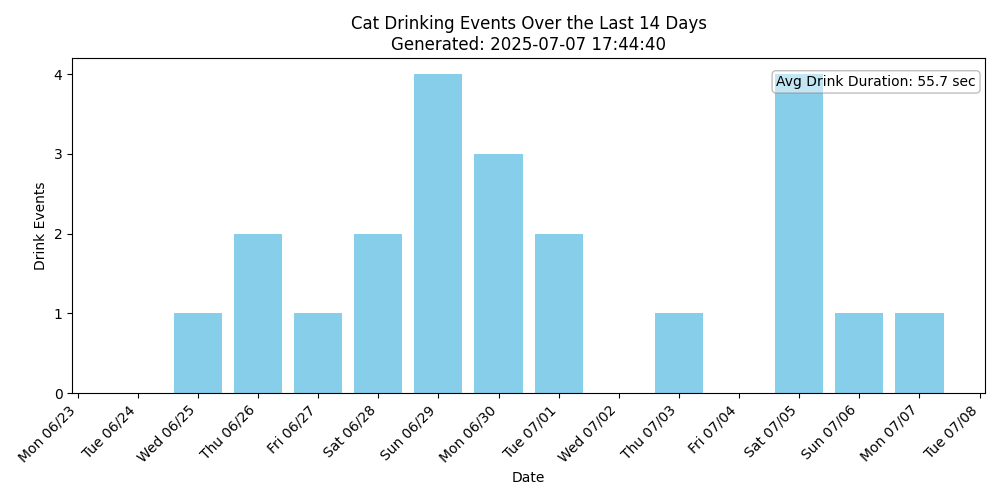 Cat Drinking Events Over the Last 14 Days
Generated: 2025-07-07 17:44:40
Avg Drink Duration: 55.7 sec
Drink Events
4
3
2
1
0
Mon 06/23
Tue 06/24
Wed 06/25
Thu 06/26
Fri 06/27
Sat 06/28
Sun 06/29
Mon 06/30
Tue 07/01
Wed 07/02
Thu 07/03
Fri 07/04
Sat 07/05
Sun 07/06
Mon 07/07
Tue 07/08
Date